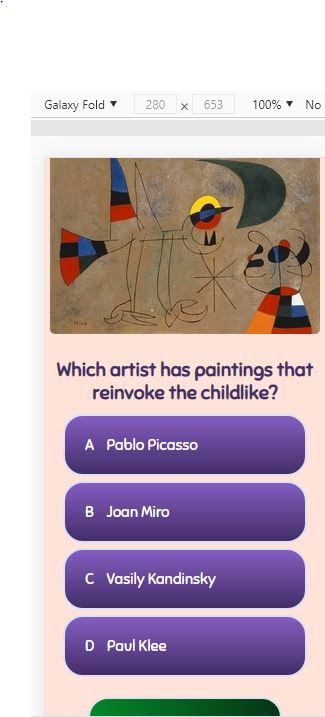 Galaxy Fold ▼ 280 × 653 100% ▼ No
Miró
Which artist has paintings that
reinvoke the childlike?
A Pablo Picasso
B Joan Miro
C Vasily Kandinsky
D Paul Klee